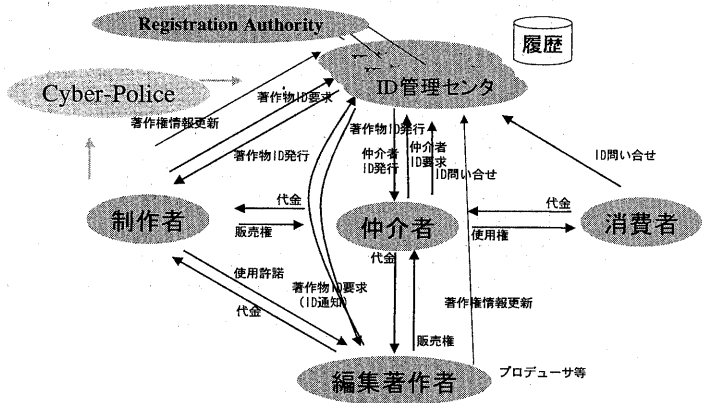 Registration Authority
履歴
ID管理センタ
Cyber-Police
著作物ID要求
著作権情報更新
著作物ID発行
著作物ID発行
仲介者
ID発行
仲介者
ID要求
ID問い合せ
ID問い合せ
制作者
代金
販売権
仲介者
代金
使用権
消費者
代金
使用許諾
代金
著作物ID要求
(ID通知)
著作権情報更新
販売権
編集著作者
プロデューサ等